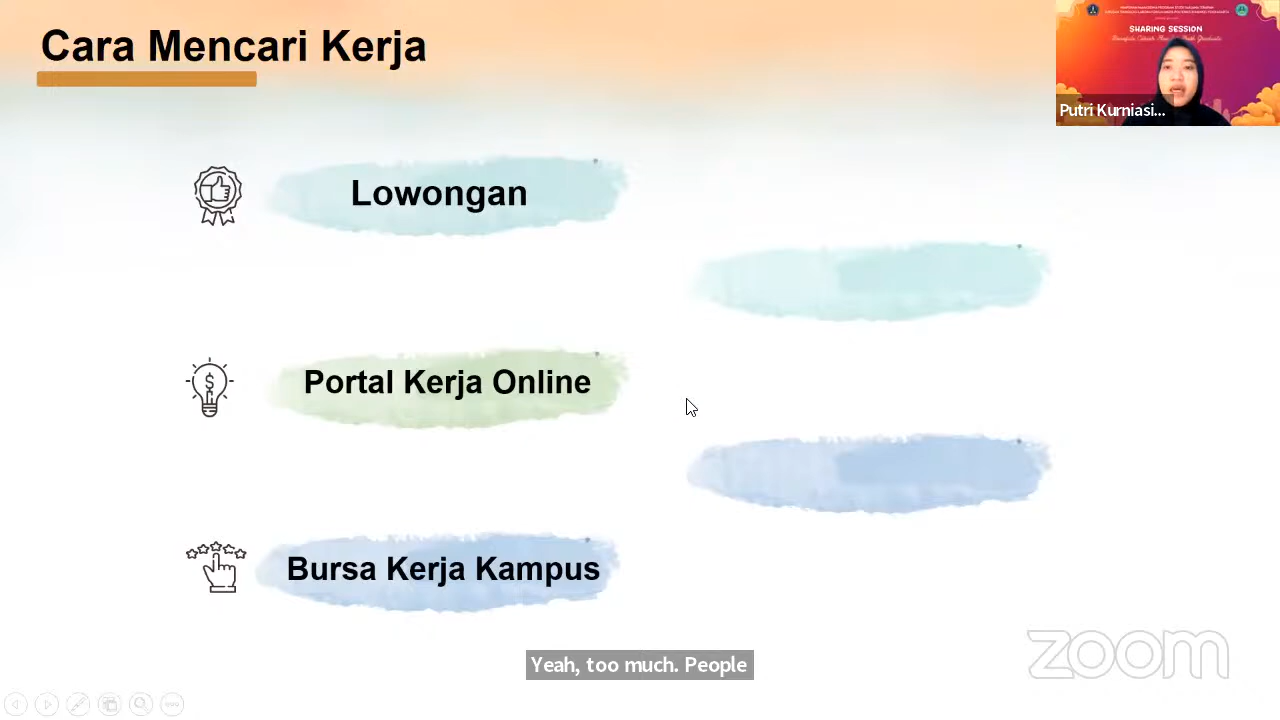 Cara Mencari Kerja
SHARING SESSION
Putri Kurniasi...
Lowongan
Portal Kerja Online
Bursa Kerja Kampus
Yeah, too much. People
zoom